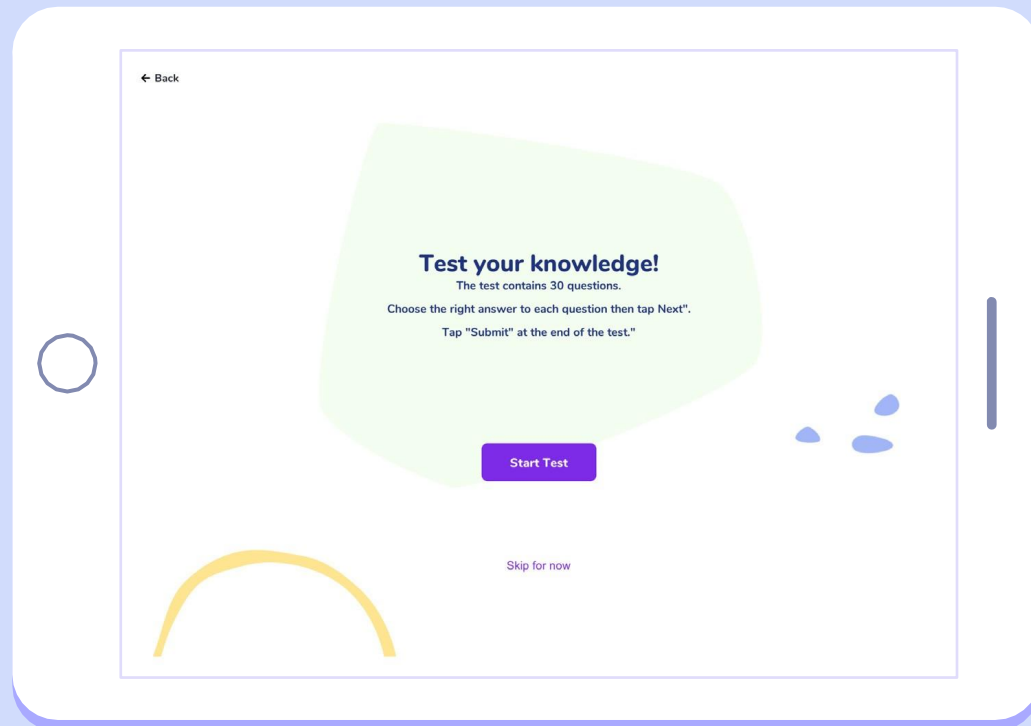 ← Back
Test your knowledge!
The test contains 30 questions.
Choose the right answer to each question then tap Next".
Tap "Submit" at the end of the test."
Start Test
Skip for now